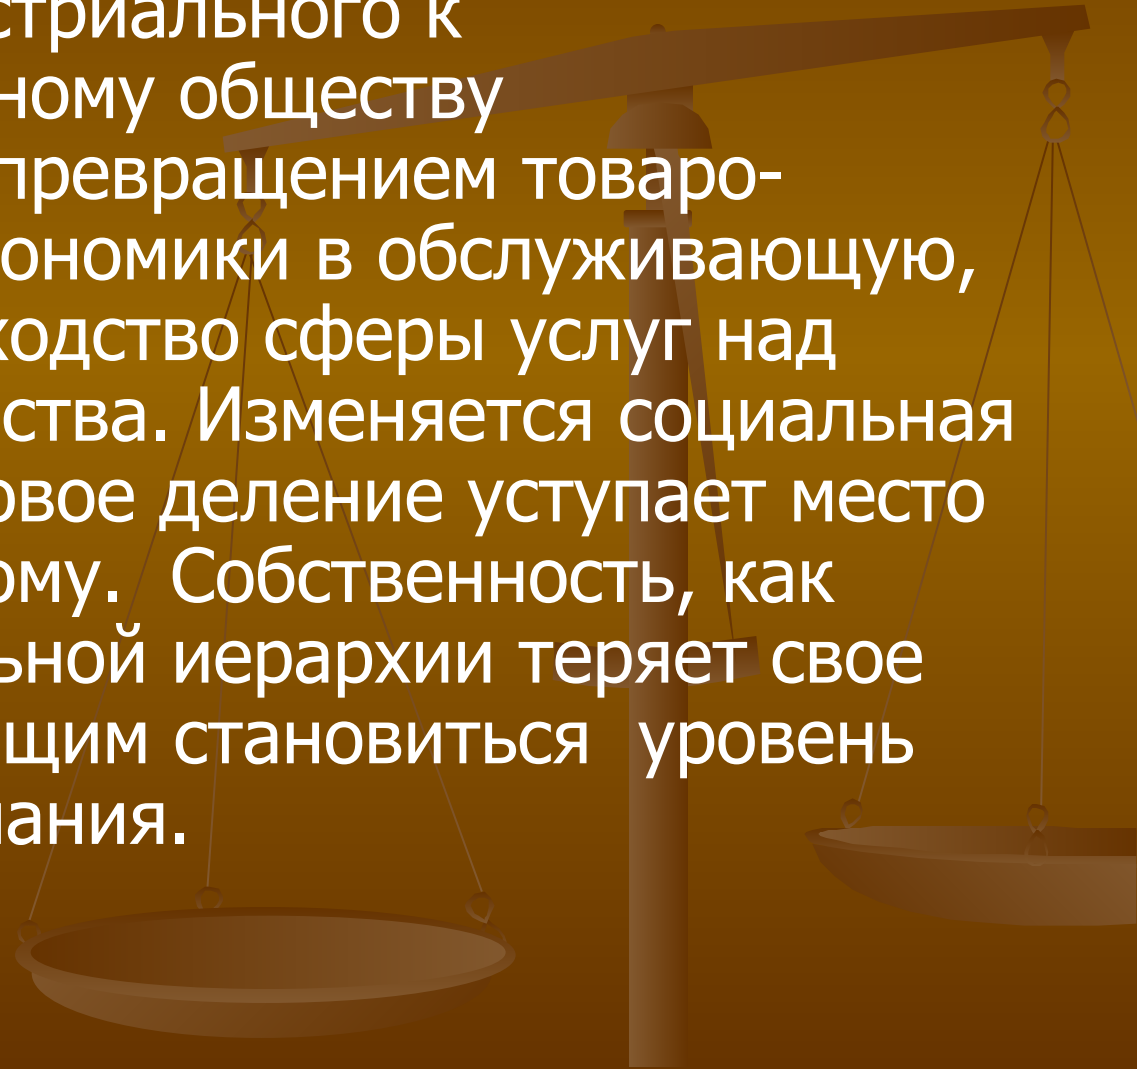 стриального к
ному обществу
превращением товаро-
ономики в обслуживающую,
ходство сферы услуг над
ства. Изменяется социальная
овое деление уступает место
ому. Собственность, как
ьной иерархии теряет свое
щим становиться уровень
ания.